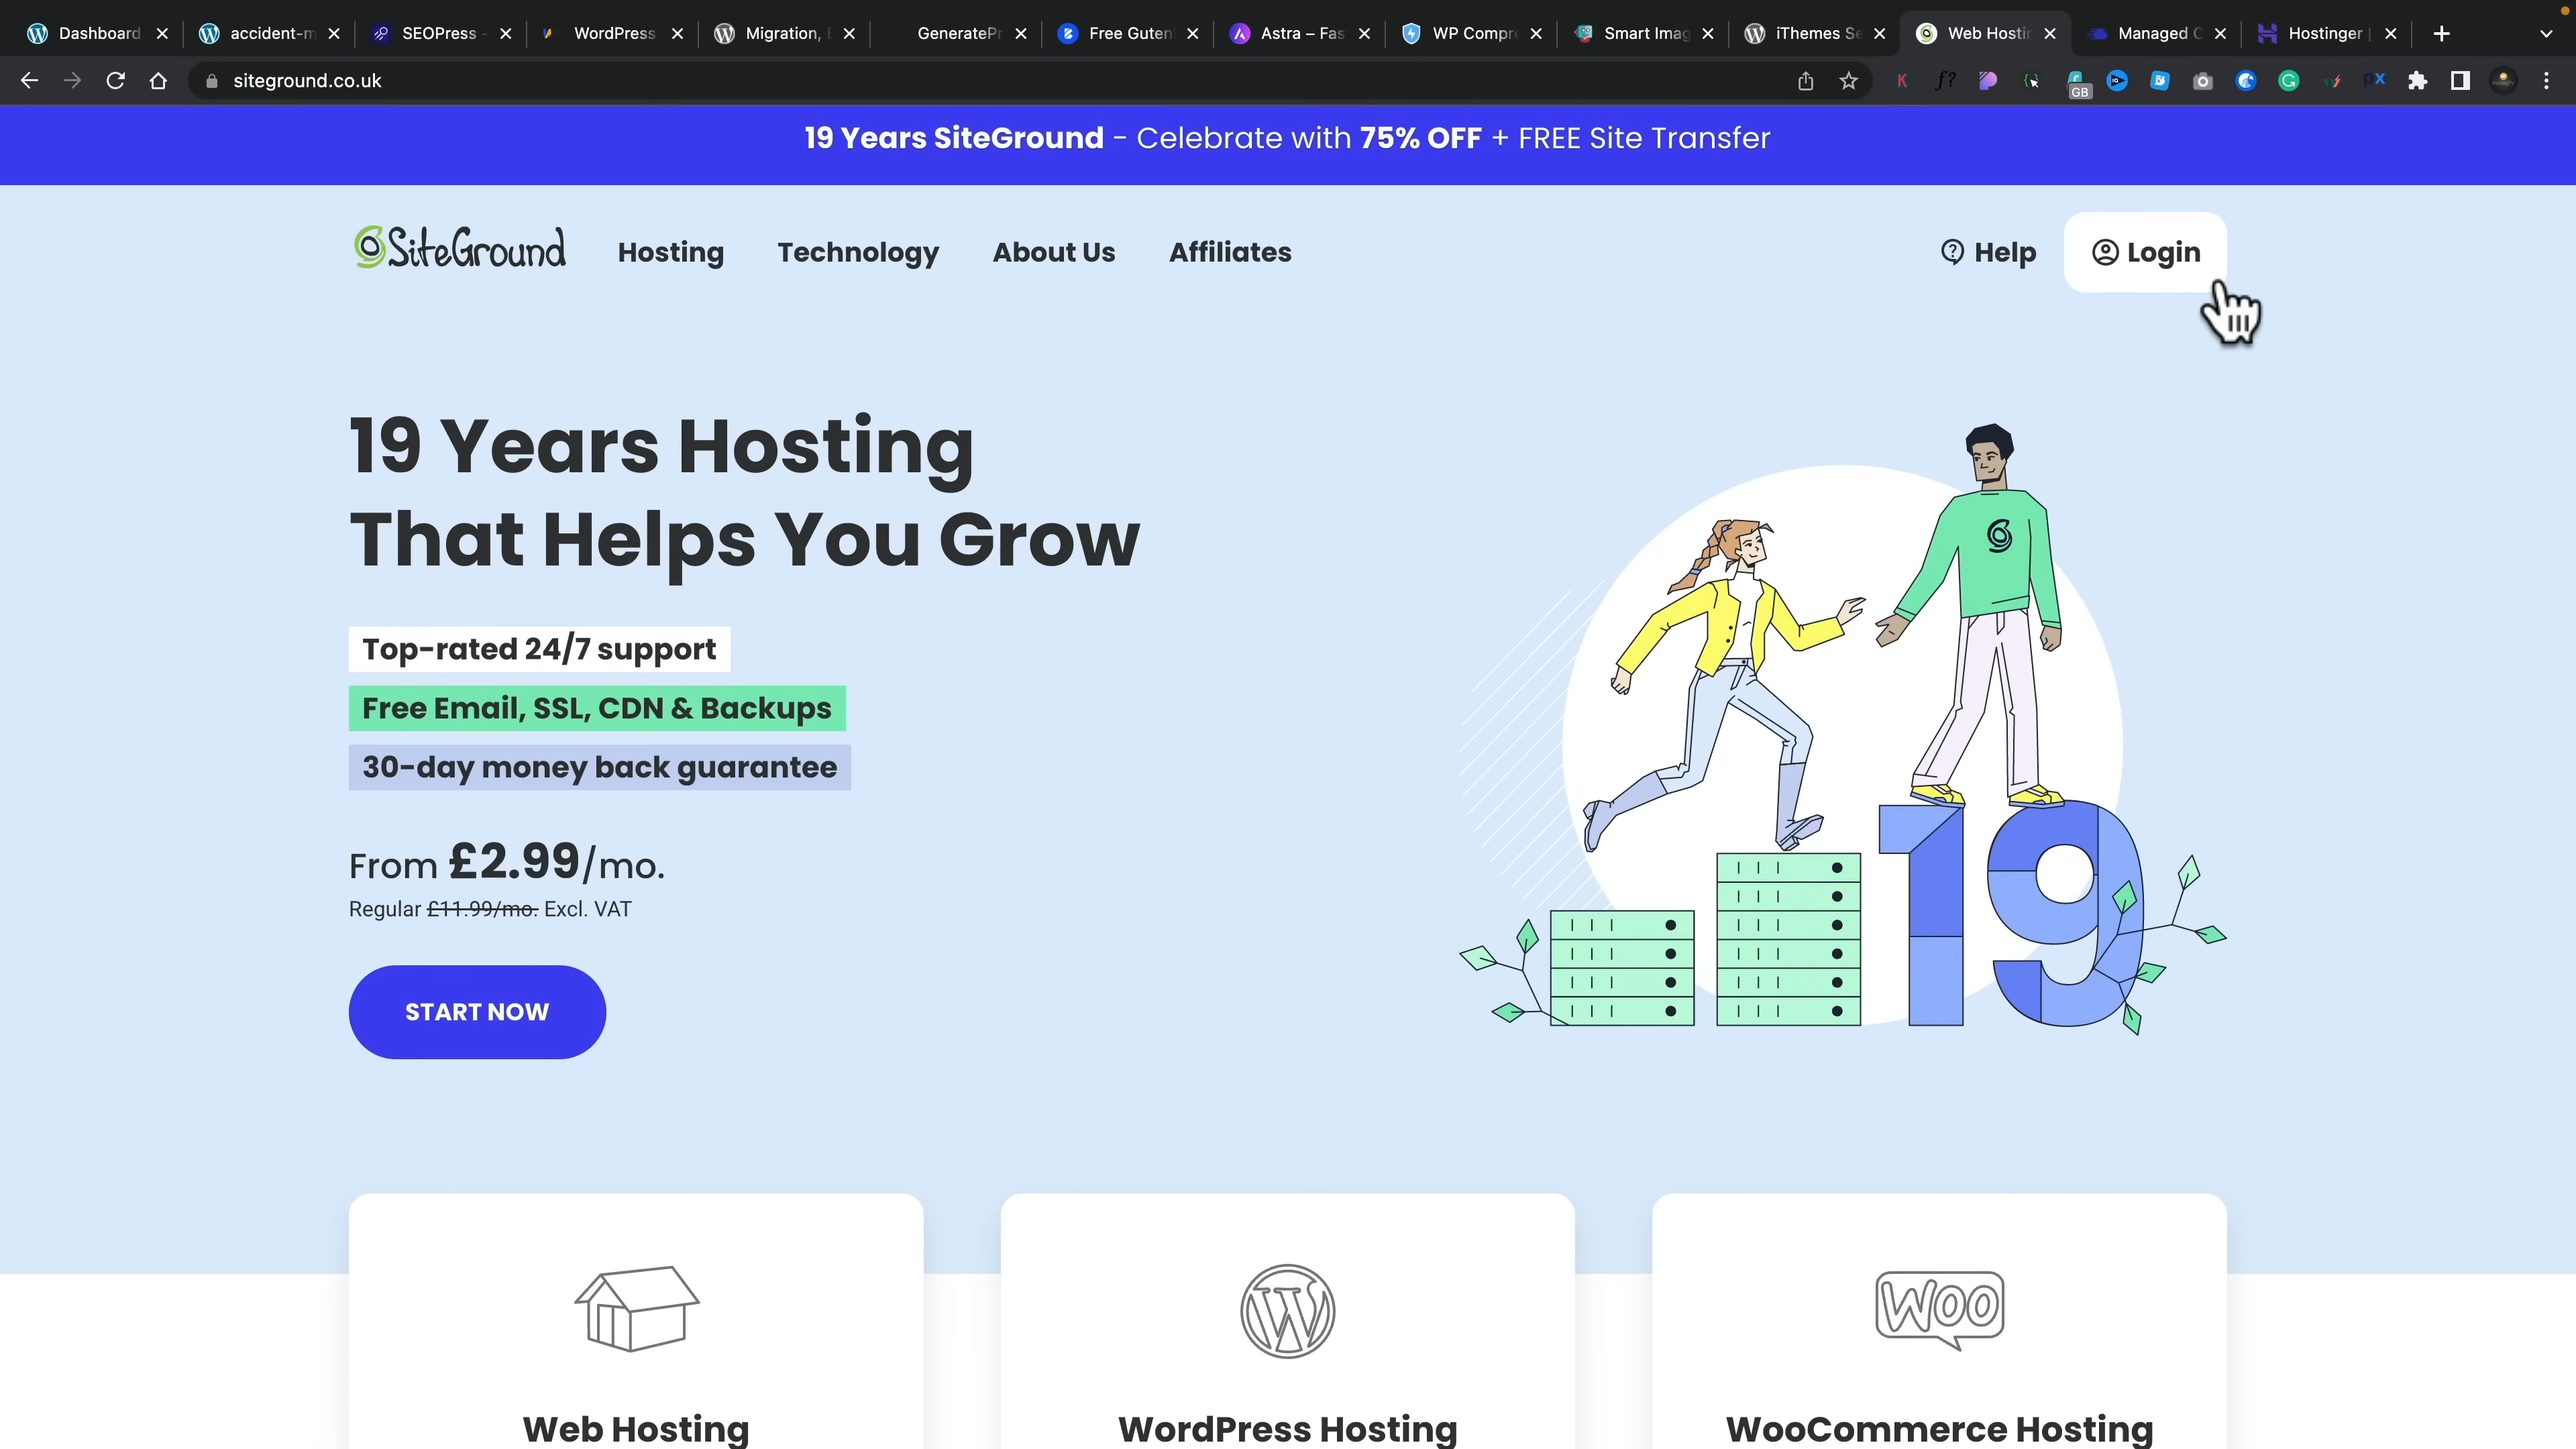 Dashboard
accident-m
SEOPress -
WordPress
Migration,
GeneratePr
Free Guten
Astra – Fas
WP Compre
Smart Imag
iThemes Se
Web Hostin
Managed C
Hostinger |
siteground.co.uk
GB
19 Years SiteGround - Celebrate with 75% OFF + FREE Site Transfer
SiteGround
Hosting
Technology
About Us
Affiliates
Help
Login
19 Years Hosting
That Helps You Grow
Top-rated 24/7 support
Free Email, SSL, CDN & Backups
30-day money back guarantee
From £2.99/mo.
Regular £11.99/mo. Excl. VAT
START NOW
19
W
Woo
Web Hosting
WordPress Hosting
WooCommerce Hosting